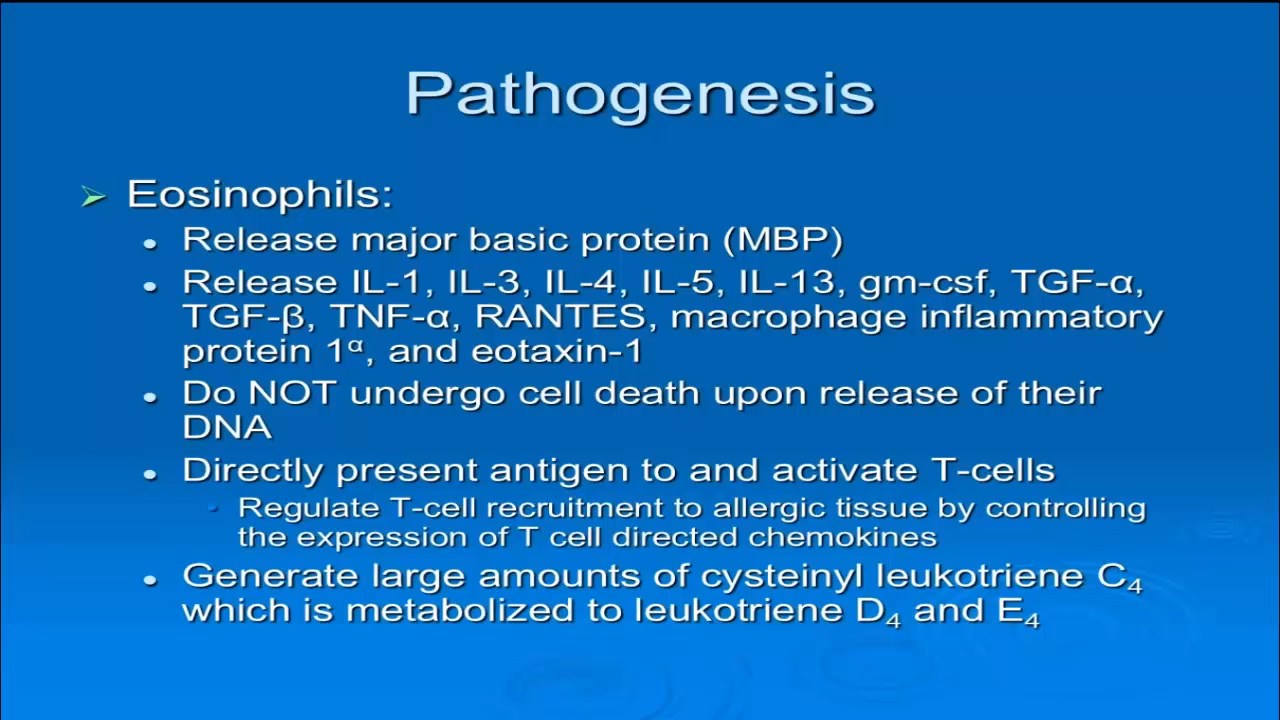 Pathogenesis
Eosinophils:
Release major basic protein (MBP)
Release IL-1, IL-3, IL-4, IL-5, IL-13, gm-csf, TGF-α,
TGF-β, TNF-α, RANTES, macrophage inflammatory
protein 1ᵅ, and eotaxin-1
Do NOT undergo cell death upon release of their
DNA
Directly present antigen to and activate T-cells
Regulate T-cell recruitment to allergic tissue by controlling
the expression of T cell directed chemokines
Generate large amounts of cysteinyl leukotriene C₄
which is metabolized to leukotriene D₄ and E₄